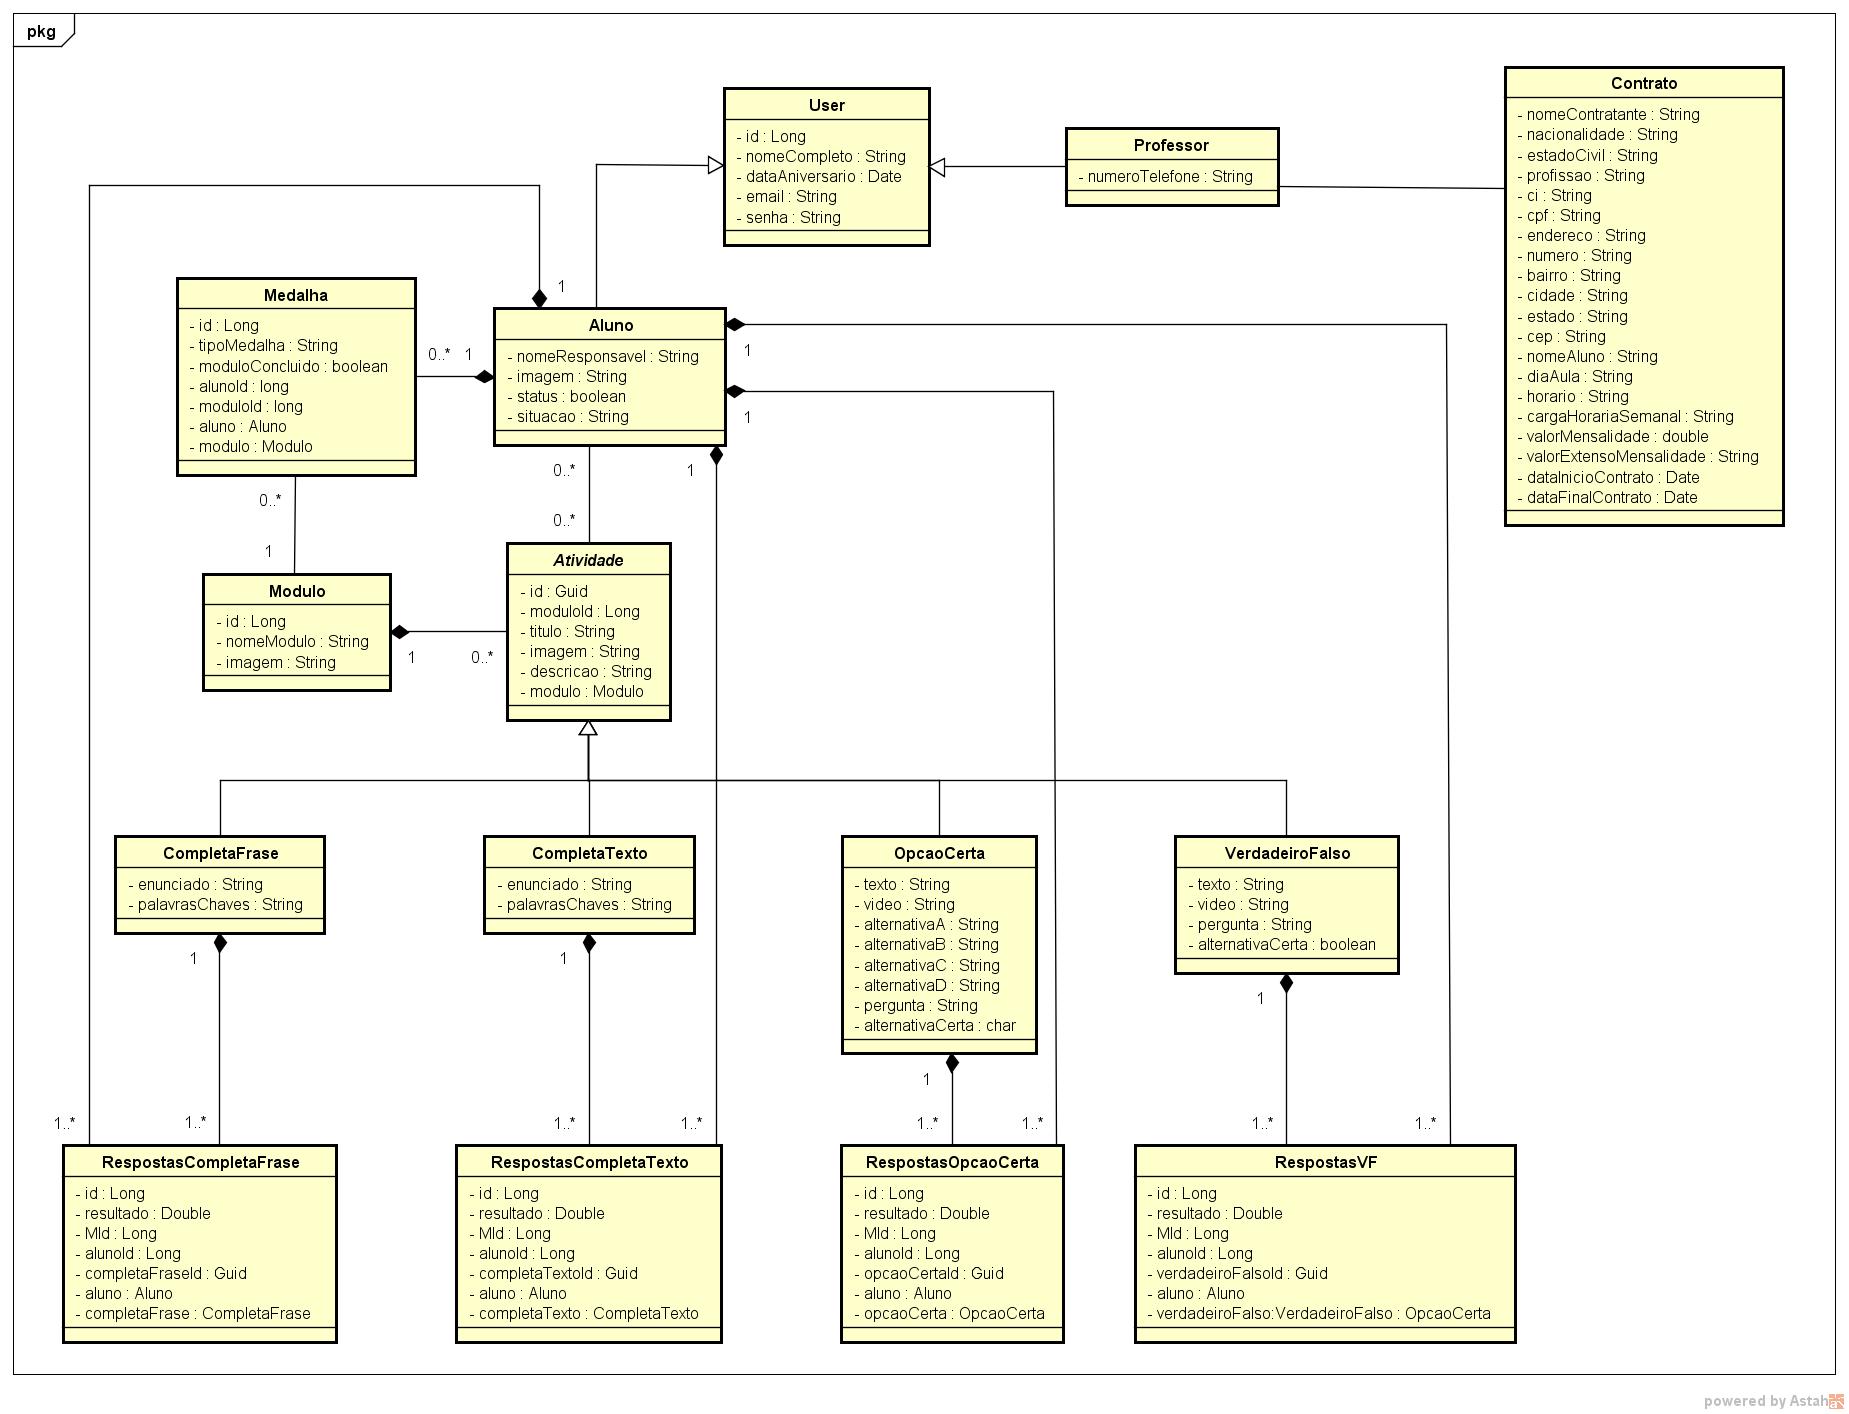 pkg
User
- id : Long
- nomeCompleto : String
- dataAniversario : Date
- email : String
- senha : String
Professor
- numeroTelefone : String
Contrato
- nomeContratante : String
- nacionalidade : String
- estadoCivil : String
- profissao : String
- ci : String
- cpf : String
- endereco : String
- numero : String
- bairro : String
- cidade : String
- estado : String
- cep : String
- nomeAluno : String
- diaAula : String
- horario : String
- cargaHorariaSemanal : String
- valorMensalidade : double
- valorExtensoMensalidade : String
- dataInicioContrato : Date
- dataFinalContrato : Date
Medalha
- id : Long
- tipoMedalha : String
- moduloConcluido : boolean
- alunoId : long
- moduloId : long
- aluno : Aluno
- modulo : Modulo
0..* 1
1
Aluno
- nomeResponsavel : String
- imagem : String
- status : boolean
- situacao : String
1
1
0..*
1
0..*
0..*
1
Modulo
- id : Long
- nomeModulo : String
- imagem : String
1
0..*
Atividade
- id : Guid
- moduloId : Long
- titulo : String
- imagem : String
- descricao : String
- modulo : Modulo
CompletaFrase
- enunciado : String
- palavrasChaves : String
1
CompletaTexto
- enunciado : String
- palavrasChaves : String
1
OpcaoCerta
- texto : String
- video : String
- alternativaA : String
- alternativaB : String
- alternativaC : String
- alternativaD : String
- pergunta : String
- alternativaCerta : char
1
VerdadeiroFalso
- texto : String
- video : String
- pergunta : String
- alternativaCerta : boolean
1
1..*
1..*
1..*
1..*
1..*
1..*
1..*
1..*
RespostasCompletaFrase
- id : Long
- resultado : Double
- MId : Long
- alunoId : Long
- completaFraseId : Guid
- aluno : Aluno
- completaFrase : CompletaFrase
RespostasCompletaTexto
- id : Long
- resultado : Double
- MId : Long
- alunoId : Long
- completaTextoId : Guid
- aluno : Aluno
- completaTexto : CompletaTexto
RespostasOpcaoCerta
- id : Long
- resultado : Double
- MId : Long
- alunoId : Long
- opcaoCertaId : Guid
- aluno : Aluno
- opcaoCerta : OpcaoCerta
RespostasVF
- id : Long
- resultado : Double
- MId : Long
- alunoId : Long
- verdadeiroFalsoId : Guid
- aluno : Aluno
- verdadeiroFalso:VerdadeiroFalso : OpcaoCerta
powered by Astah